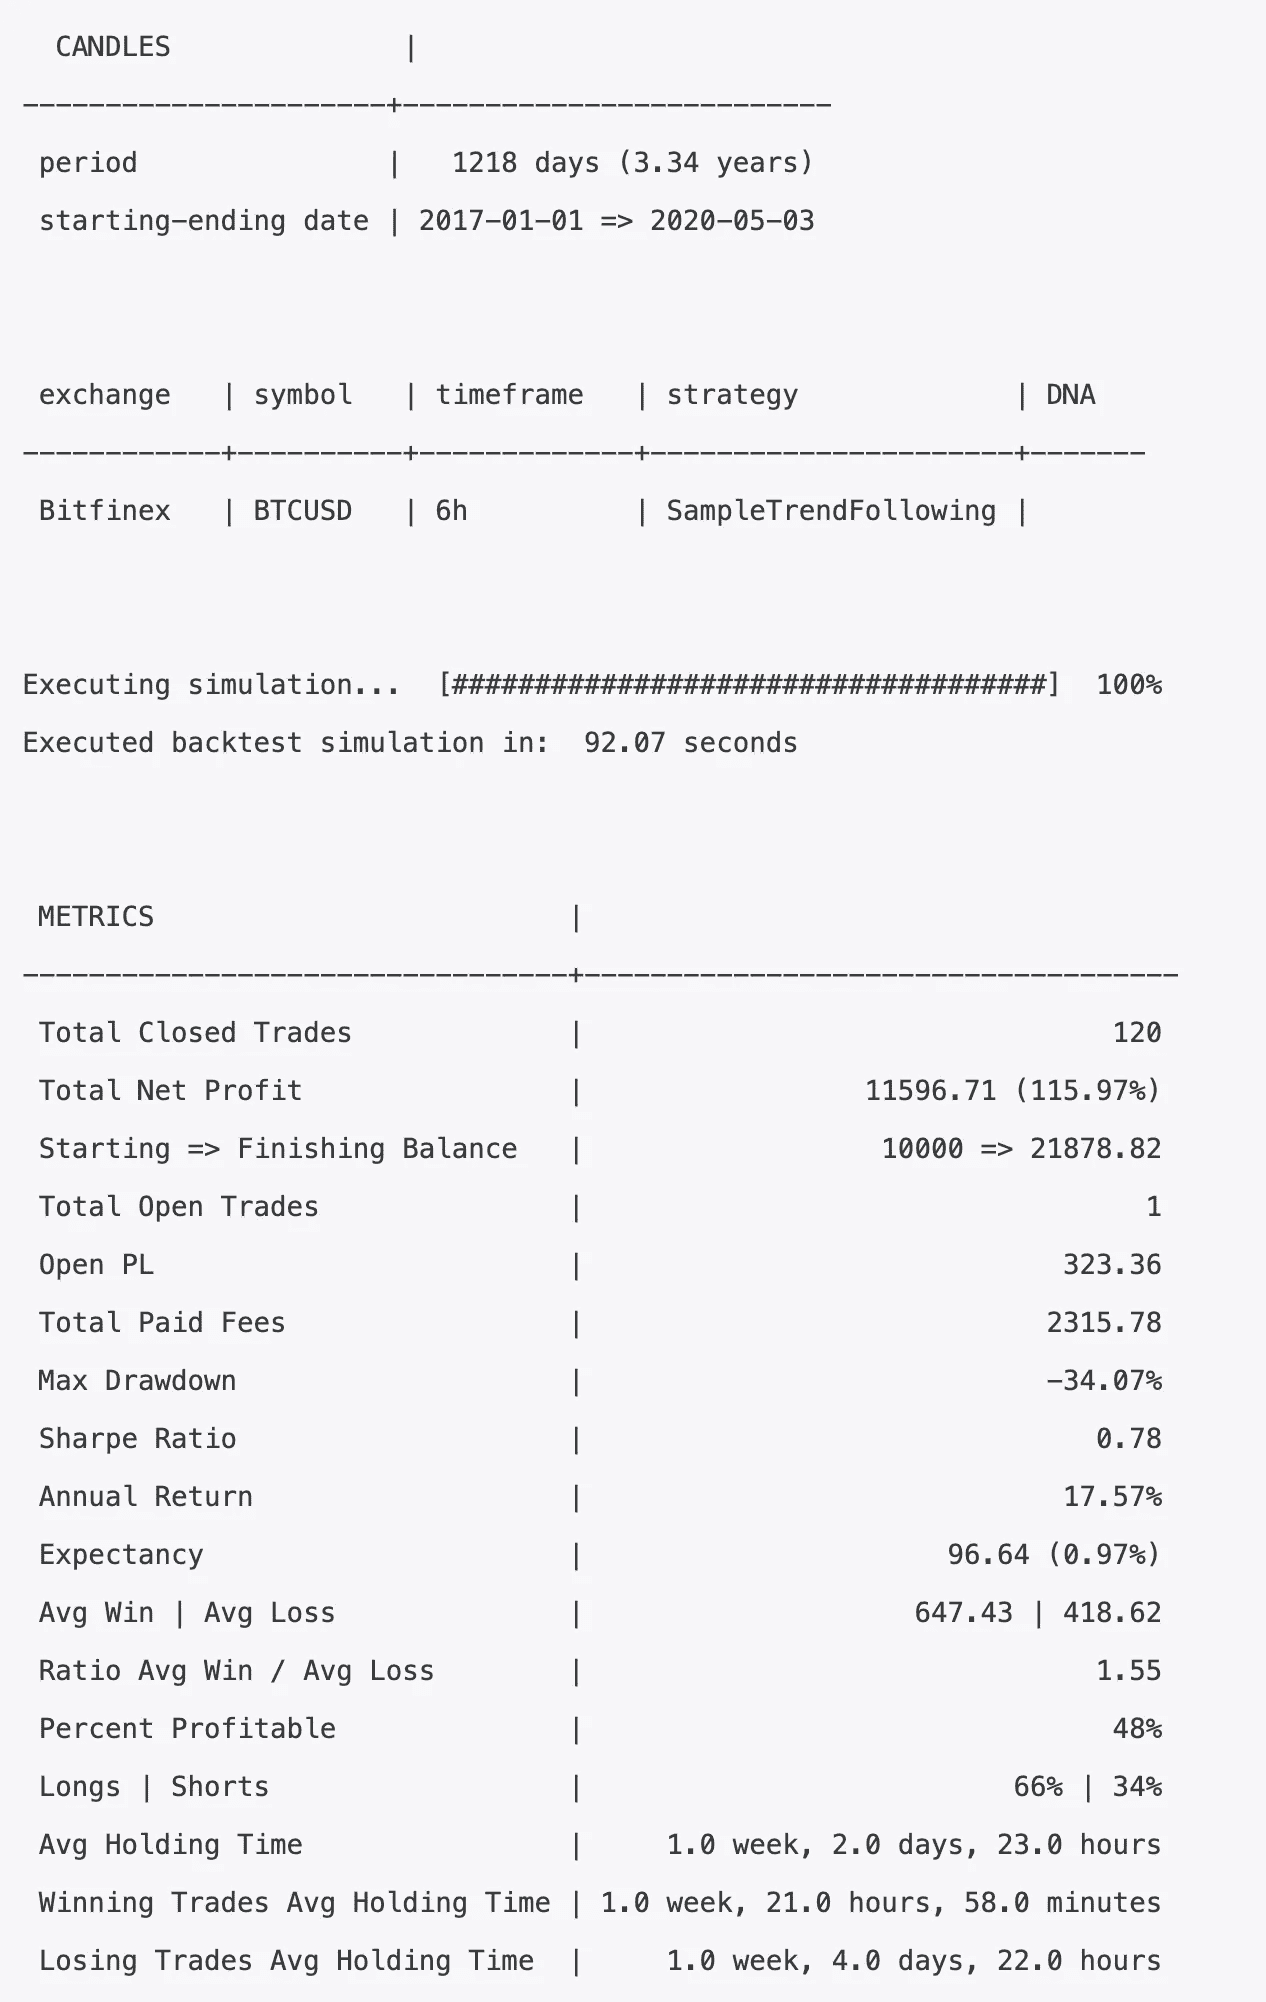 CANDLES |
----------------------+--------------------------
period | 1218 days (3.34 years)
starting-ending date | 2017-01-01 => 2020-05-03
exchange | symbol | timeframe | strategy | DNA
------------+----------+-------------+----------------------+-------
Bitfinex | BTCUSD | 6h | SampleTrendFollowing |
Executing simulation... [####################################] 100%
Executed backtest simulation in: 92.07 seconds
METRICS |
---------------------------------+------------------------------------
Total Closed Trades | 120
Total Net Profit | 11596.71 (115.97%)
Starting => Finishing Balance | 10000 => 21878.82
Total Open Trades | 1
Open PL | 323.36
Total Paid Fees | 2315.78
Max Drawdown | -34.07%
Sharpe Ratio | 0.78
Annual Return | 17.57%
Expectancy | 96.64 (0.97%)
Avg Win | Avg Loss | 647.43 | 418.62
Ratio Avg Win / Avg Loss | 1.55
Percent Profitable | 48%
Longs | Shorts | 66% | 34%
Avg Holding Time | 1.0 week, 2.0 days, 23.0 hours
Winning Trades Avg Holding Time | 1.0 week, 21.0 hours, 58.0 minutes
Losing Trades Avg Holding Time | 1.0 week, 4.0 days, 22.0 hours